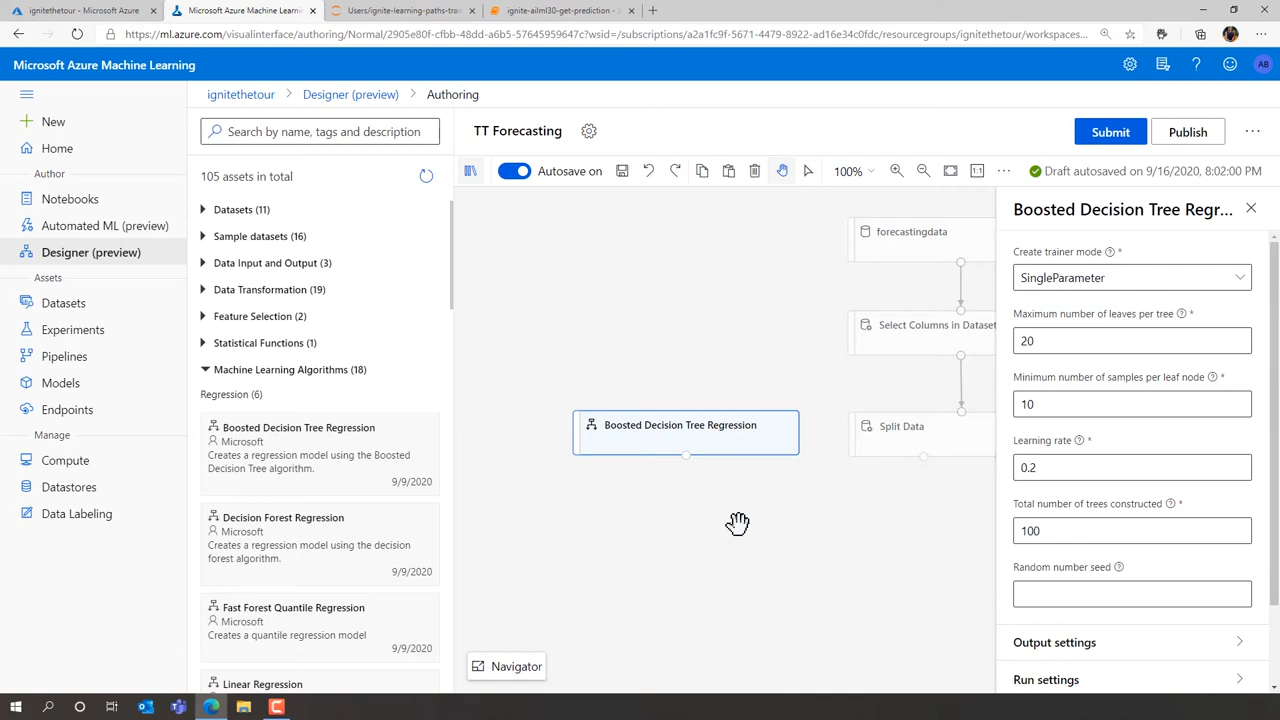 ignitethetour - Microsoft Azure
Microsoft Azure Machine Learni
Users/ignite-learning-paths-trai
ignite-ailml30-get-prediction
https://ml.azure.com/visualinterface/authoring/Normal/2905e80f-cfbb-48dd-a6b5-57645959647c?wsid=/subscriptions/a2a1fc9f-5671-4479-8922-ad16e34c0fdc/resourcegroups/ignitethetour/workspaces...
Microsoft Azure Machine Learning
AB
ignitethetour > Designer (preview) > Authoring
New
Home
Author
Notebooks
Automated ML (preview)
Designer (preview)
Assets
Datasets
Experiments
Pipelines
Models
Endpoints
Manage
Compute
Datastores
Data Labeling
Search by name, tags and description
105 assets in total
Datasets (11)
Sample datasets (16)
Data Input and Output (3)
Data Transformation (19)
Feature Selection (2)
Statistical Functions (1)
Machine Learning Algorithms (18)
Regression (6)
Boosted Decision Tree Regression
Microsoft
Creates a regression model using the Boosted
Decision Tree algorithm.
9/9/2020
Decision Forest Regression
Microsoft
Creates a regression model using the decision
forest algorithm.
9/9/2020
Fast Forest Quantile Regression
Microsoft
Creates a quantile regression model
9/9/2020
Linear Regression
TT Forecasting
Submit
Publish
Autosave on
100%
1:1
Draft autosaved on 9/16/2020, 8:02:00 PM
forecastingdata
Select Columns in Dataset
Boosted Decision Tree Regression
Split Data
Navigator
Boosted Decision Tree Regr...
Create trainer mode *
SingleParameter
Maximum number of leaves per tree *
20
Minimum number of samples per leaf node *
10
Learning rate *
0.2
Total number of trees constructed *
100
Random number seed
Output settings
Run settings